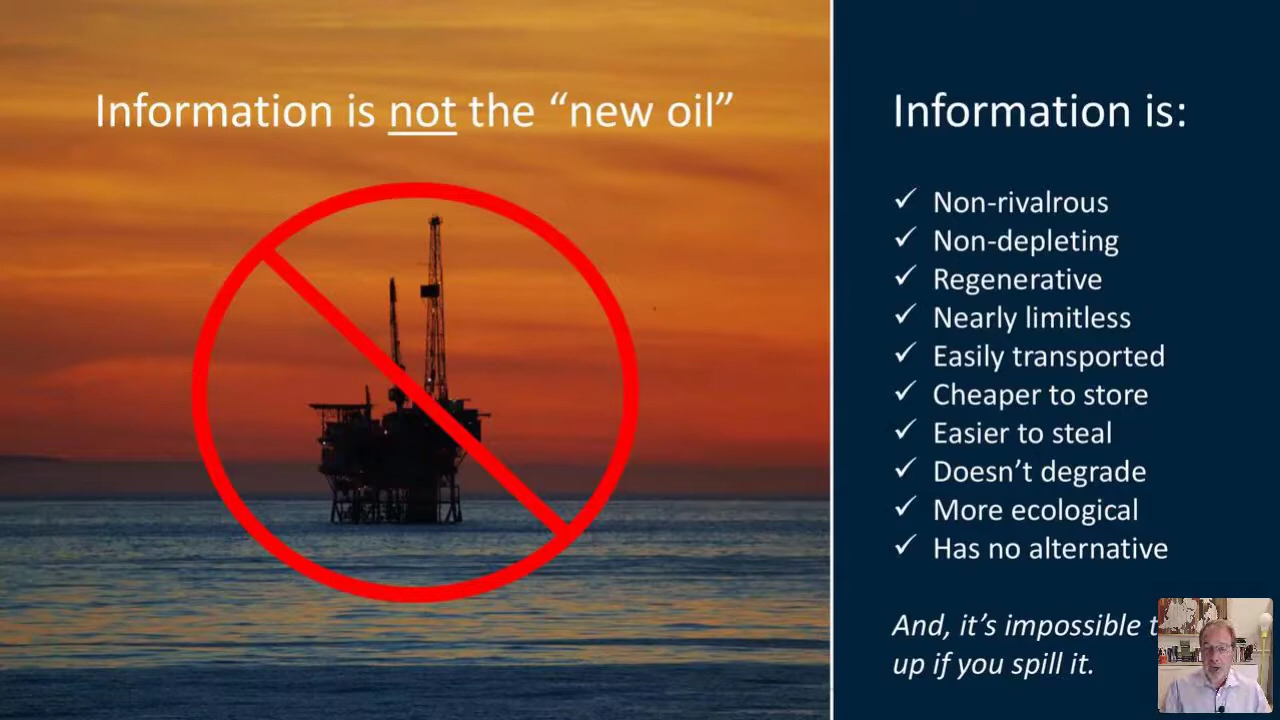 Information is not the “new oil”
Information is:
✓ Non-rivalrous
✓ Non-depleting
✓ Regenerative
✓ Nearly limitless
✓ Easily transported
✓ Cheaper to store
✓ Easier to steal
✓ Doesn’t degrade
✓ More ecological
✓ Has no alternative
And, it’s impossible
up if you spill it.